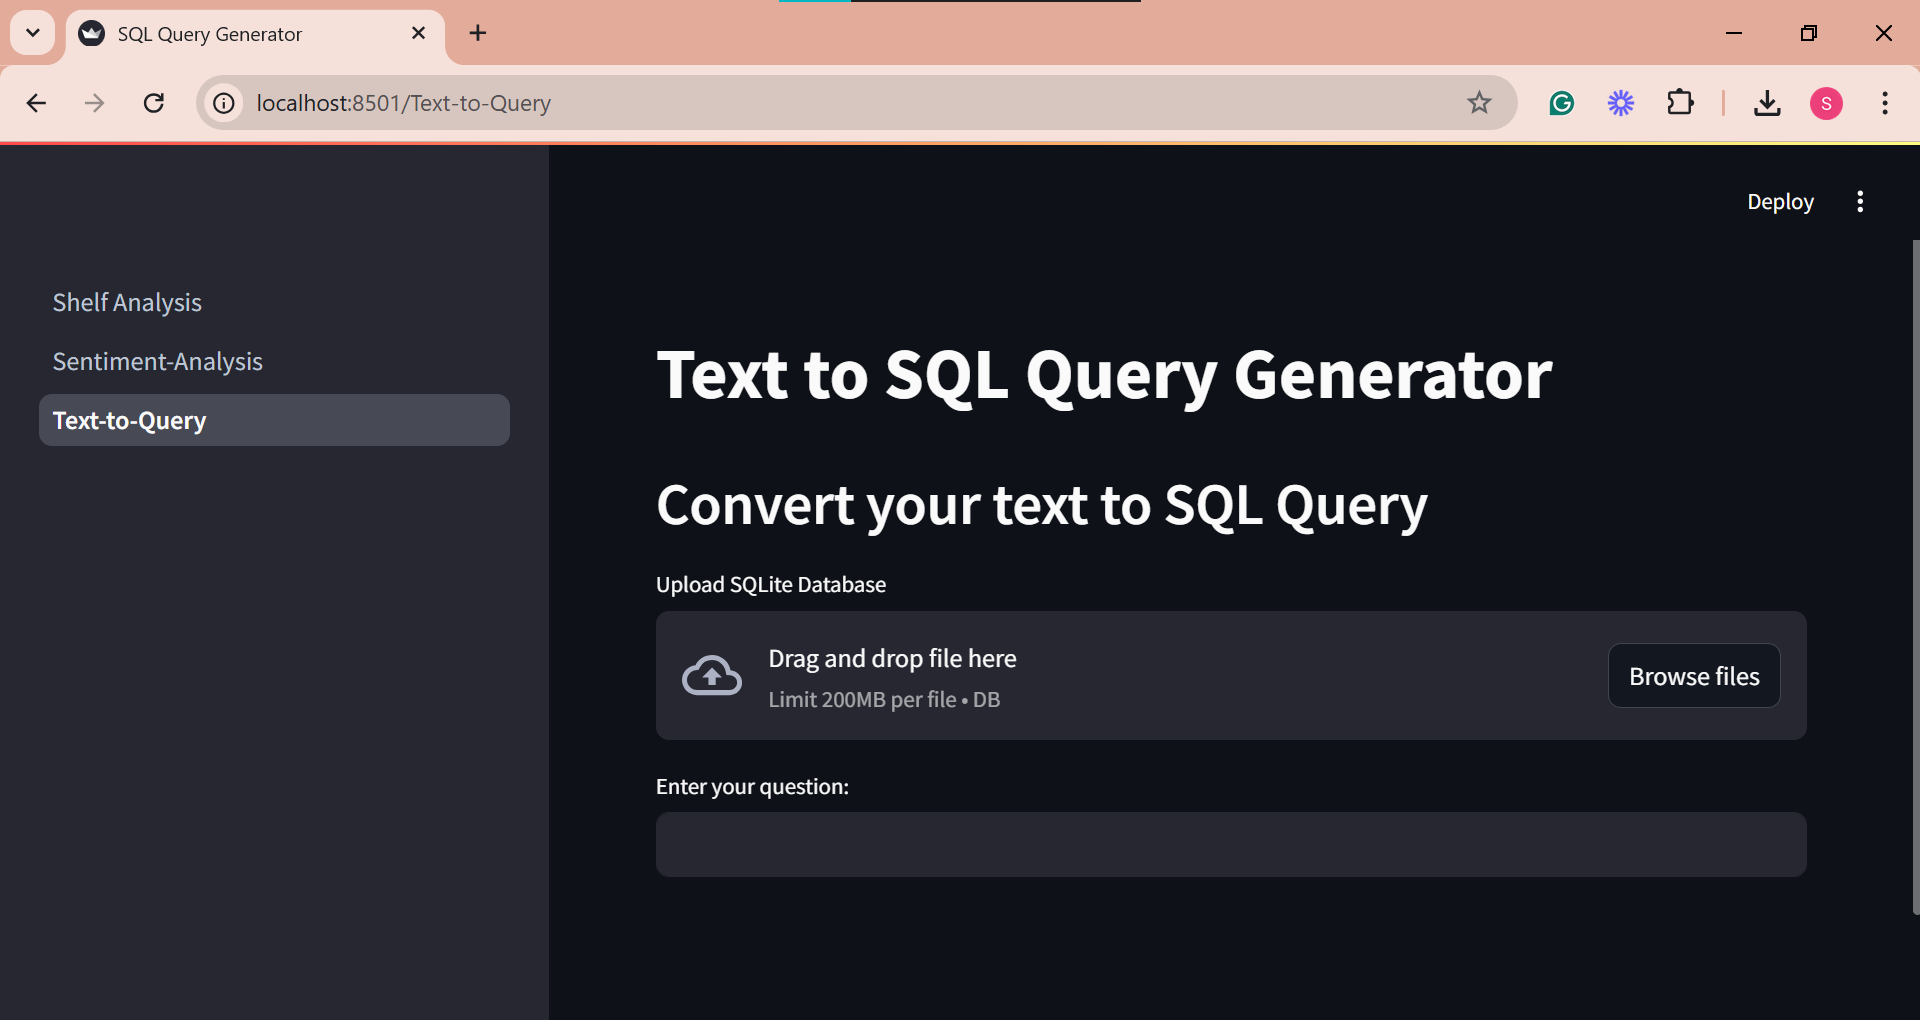 SQL Query Generator
localhost:8501/Text-to-Query
S
Deploy
Shelf Analysis
Sentiment-Analysis
Text-to-Query
Text to SQL Query Generator
Convert your text to SQL Query
Upload SQLite Database
Drag and drop file here
Limit 200MB per file • DB
Browse files
Enter your question: